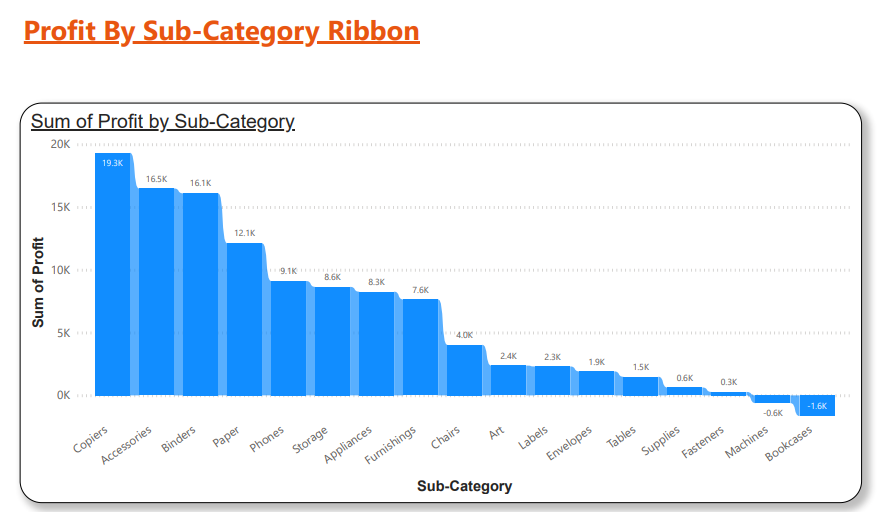 Profit By Sub-Category Ribbon
Sum of Profit by Sub-Category
20K
15K
10K
5K
0K
Sum of Profit
19.3K
16.5K
16.1K
12.1K
9.1K
8.6K
8.3K
7.6K
4.0K
2.4K
2.3K
1.9K
1.5K
0.6K
0.3K
-0.6K
-1.6K
Copiers
Accessories
Binders
Paper
Phones
Storage
Appliances
Furnishings
Chairs
Art
Labels
Envelopes
Tables
Supplies
Fasteners
Machines
Bookcases
Sub-Category